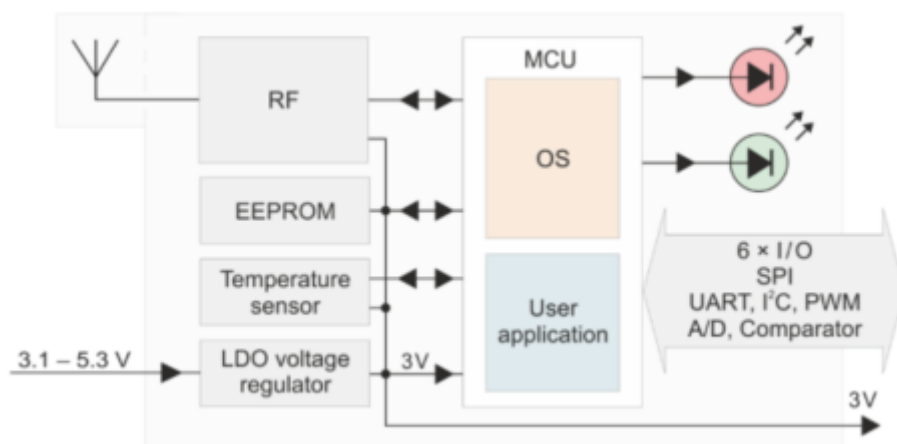 RF
MCU
OS
EEPROM
Temperature
sensor
User
application
6 × I/O
SPI
UART, I²C, PWM
A/D, Comparator
3.1 – 5.3 V
LDO voltage
regulator
3V
3V